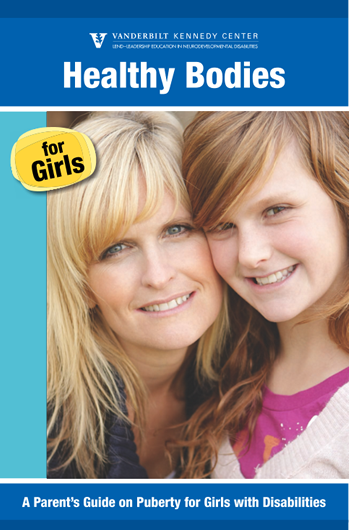 VANDERBILT KENNEDY CENTER
LEND–LEADERSHIP EDUCATION IN NEURODEVELOPMENTAL DISABILITIES
Healthy Bodies
for
Girls
A Parent's Guide on Puberty for Girls with Disabilities